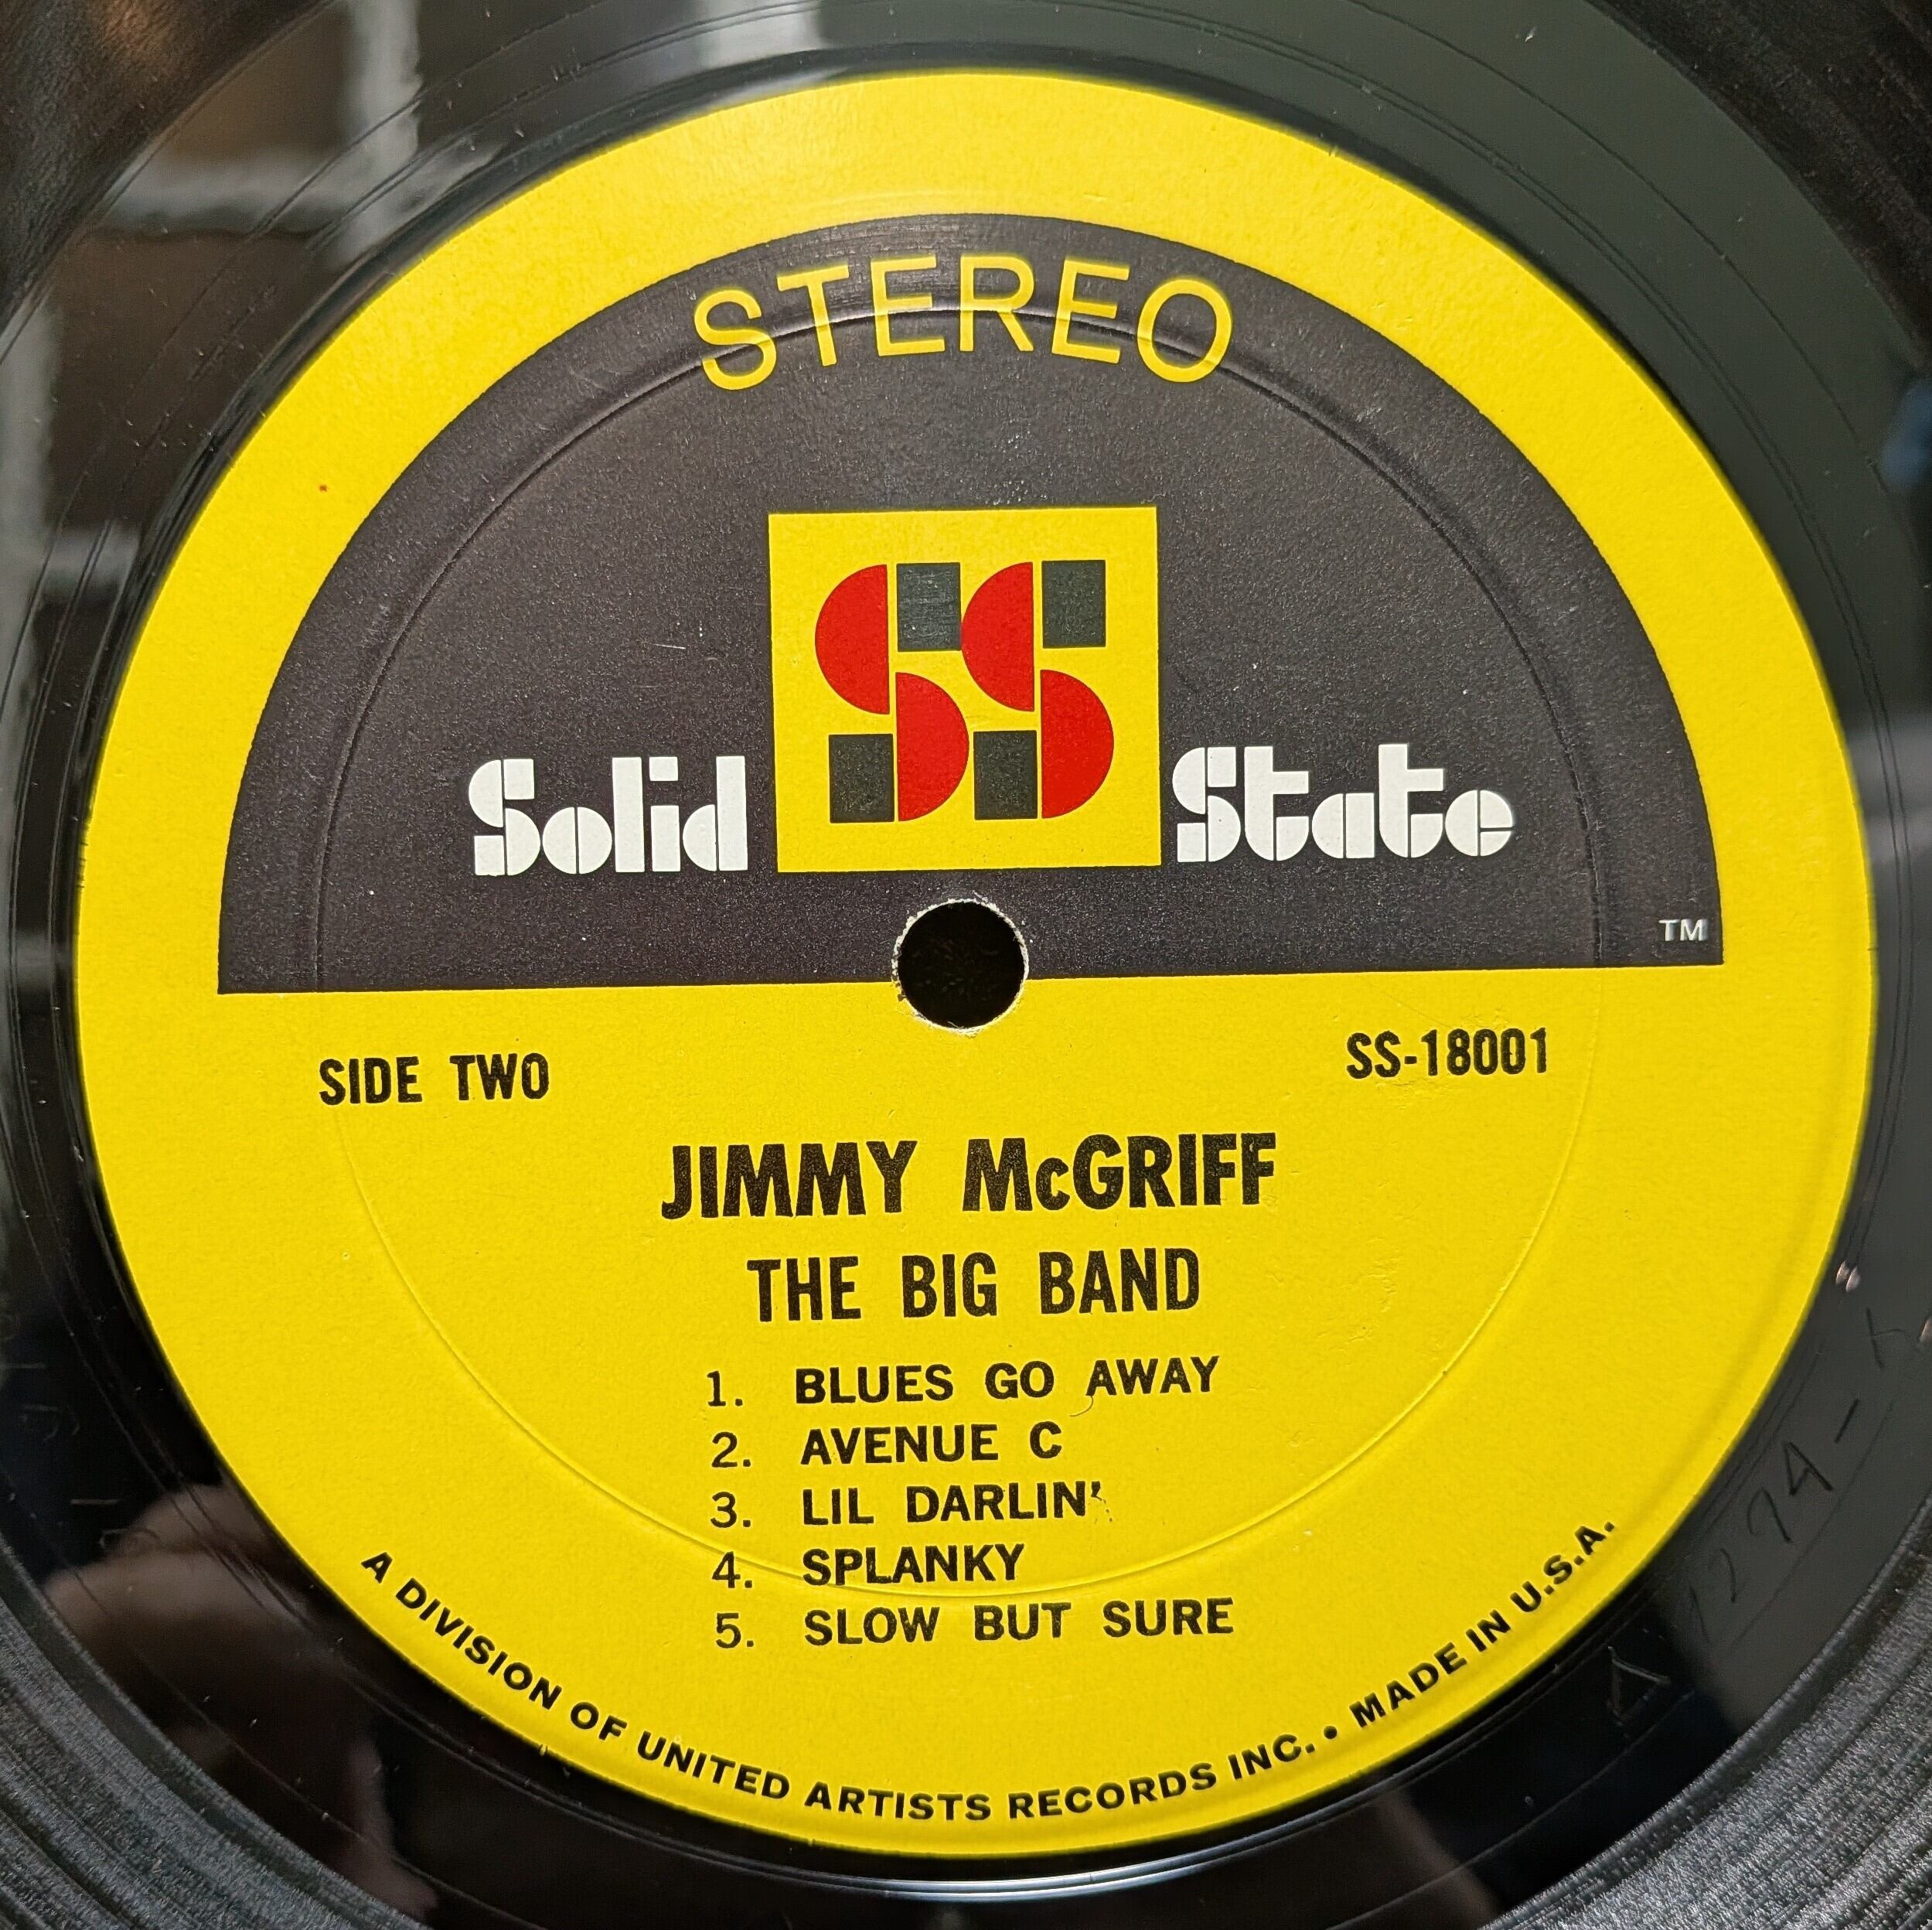 STEREO
SS
Solid State
TM
SIDE TWO
SS-18001
JIMMY McGRIFF
THE BIG BAND
1. BLUES GO AWAY
2. AVENUE C
3. LIL DARLIN'
4. SPLANKY
5. SLOW BUT SURE
A DIVISION OF UNITED ARTISTS RECORDS INC. • MADE IN U.S.A.